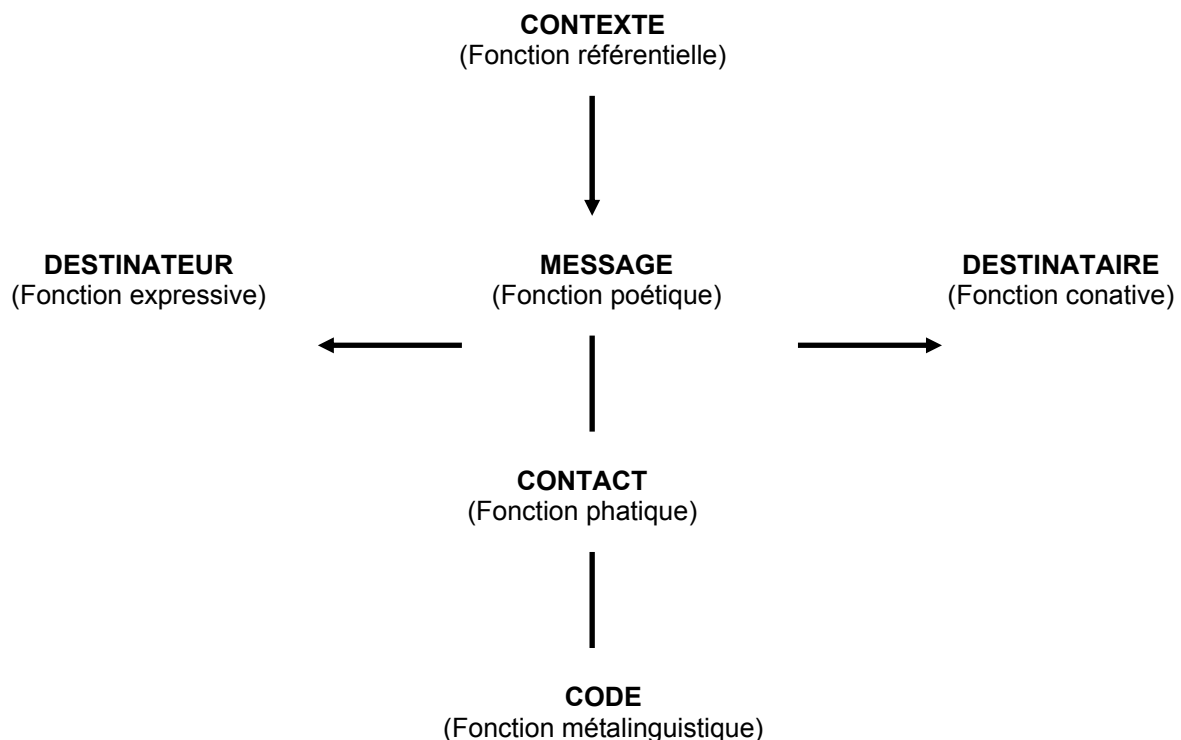 CONTEXTE
(Fonction référentielle)
DESTINATEUR
(Fonction expressive)
MESSAGE
(Fonction poétique)
DESTINATAIRE
(Fonction conative)
CONTACT
(Fonction phatique)
CODE
(Fonction métalinguistique)